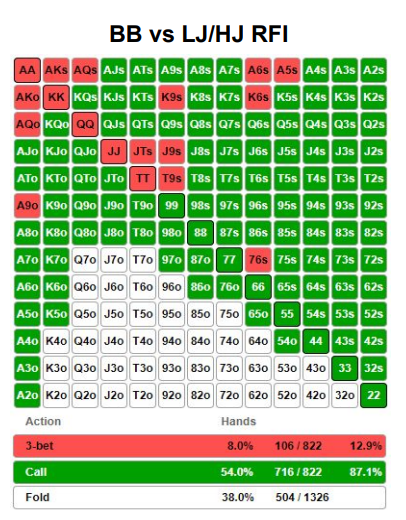 BB vs LJ/HJ RFI
AA AKs AQs AJs ATs A9s A8s A7s A6s A5s A4s A3s A2s
AKo KK KQs KJs KTs K9s K8s K7s K6s K5s K4s K3s K2s
AQo KQo QQ QJs QTs Q9s Q8s Q7s Q6s Q5s Q4s Q3s Q2s
AJo KJo QJo JJ JTs J9s J8s J7s J6s J5s J4s J3s J2s
ATo KTo QTo JTo TT T9s T8s T7s T6s T5s T4s T3s T2s
A9o K9o Q9o J9o T9o 99 98s 97s 96s 95s 94s 93s 92s
A8o K8o Q8o J8o T8o 98o 88 87s 86s 85s 84s 83s 82s
A7o K7o Q7o J7o T7o 97o 87o 77 76s 75s 74s 73s 72s
A6o K6o Q6o J6o T6o 96o 86o 76o 66 65s 64s 63s 62s
A5o K5o Q5o J5o T5o 95o 85o 75o 65o 55 54s 53s 52s
A4o K4o Q4o J4o T4o 94o 84o 74o 64o 54o 44 43s 42s
A3o K3o Q3o J3o T3o 93o 83o 73o 63o 53o 43o 33 32s
A2o K2o Q2o J2o T2o 92o 82o 72o 62o 52o 42o 32o 22
Action Hands
3-bet 8.0% 106 / 822 12.9%
Call 54.0% 716 / 822 87.1%
Fold 38.0% 504 / 1326